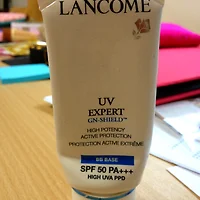 LANCOME
UV
EXPERT
GN-SHIELD™
HIGH POTENCY
ACTIVE PROTECTION
PROTECTION ACTIVE EXTRÊME
BB BASE
SPF 50 PA+++
HIGH UVA PPD